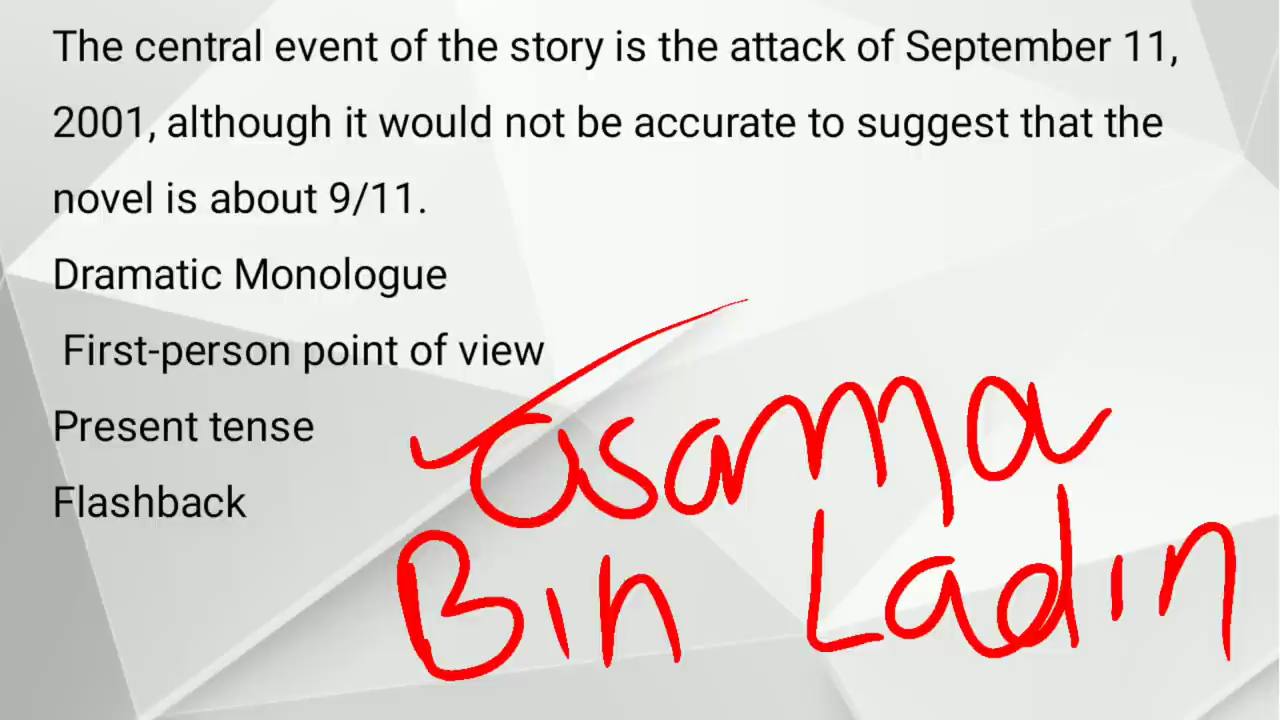 The central event of the story is the attack of September 11,
2001, although it would not be accurate to suggest that the
novel is about 9/11.
Dramatic Monologue
First-person point of view
Present tense
Flashback
Osama
Bin Ladin